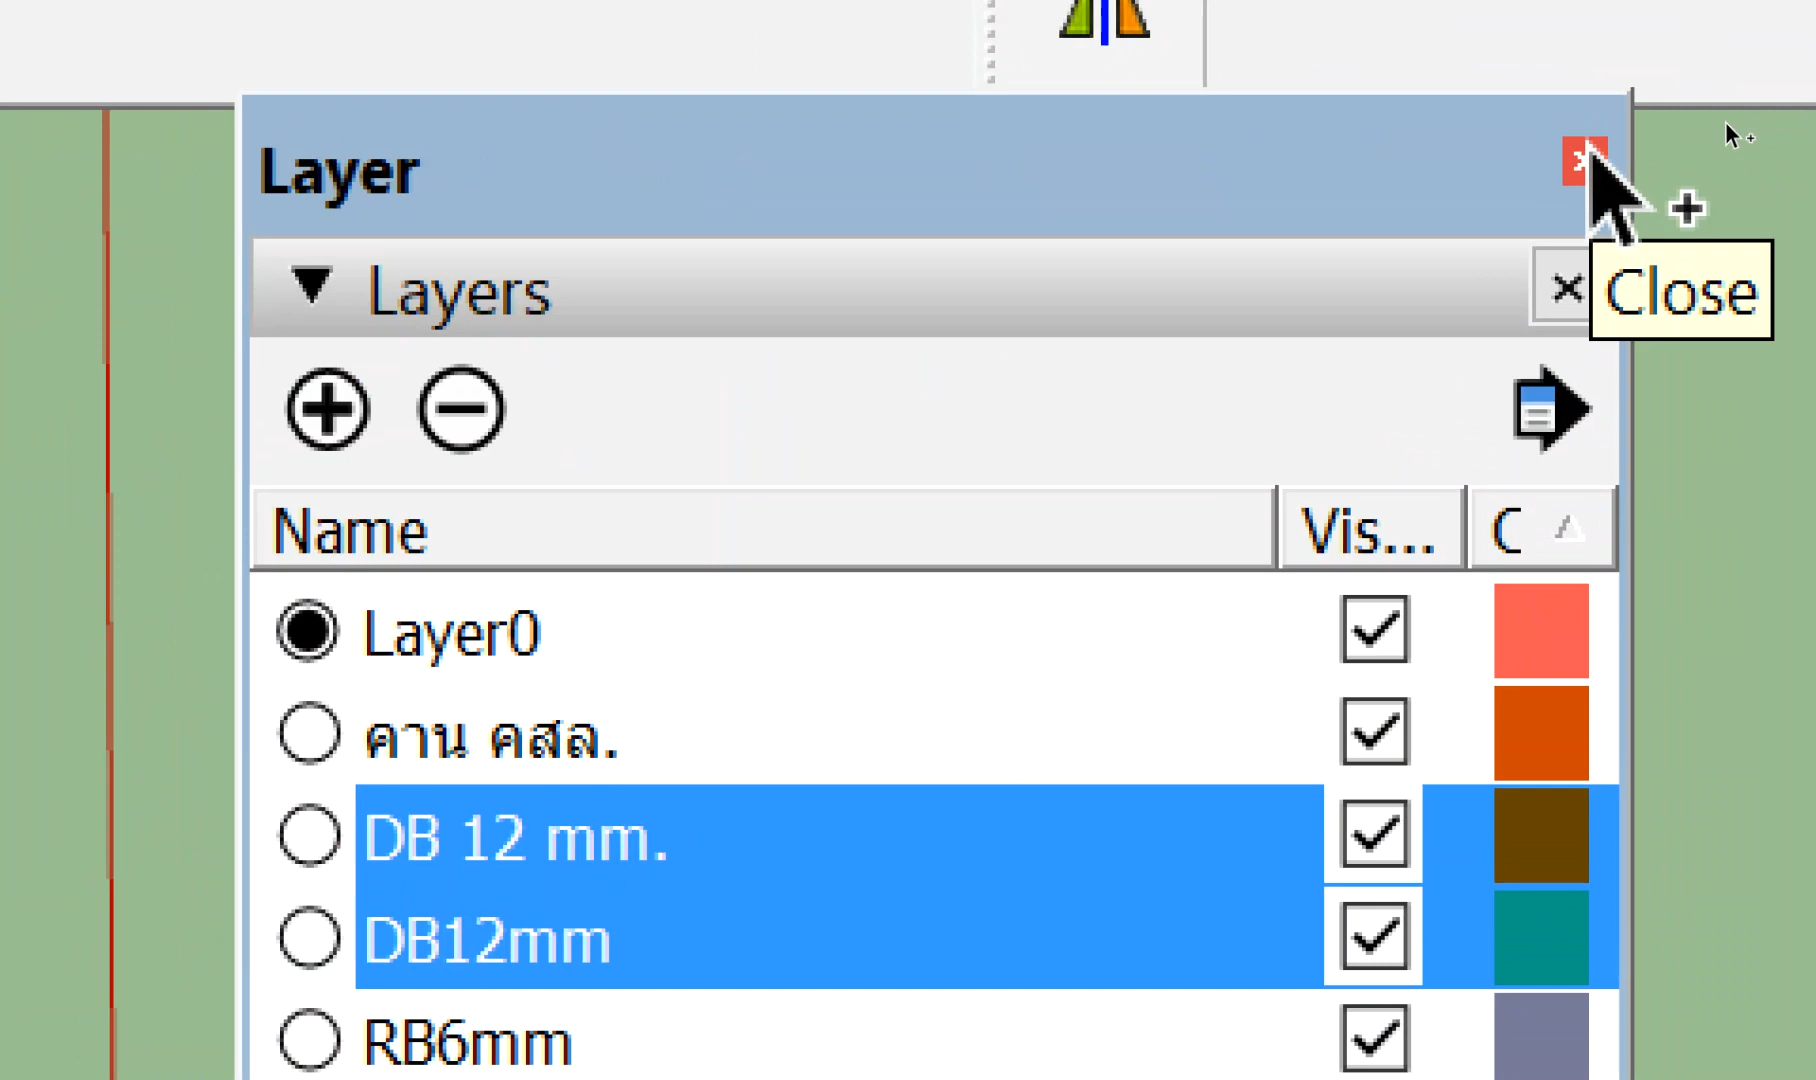 Layer
Layers
Close
Name Vis... C
Layer0
คาน คสล.
DB 12 mm.
DB12mm
RB6mm